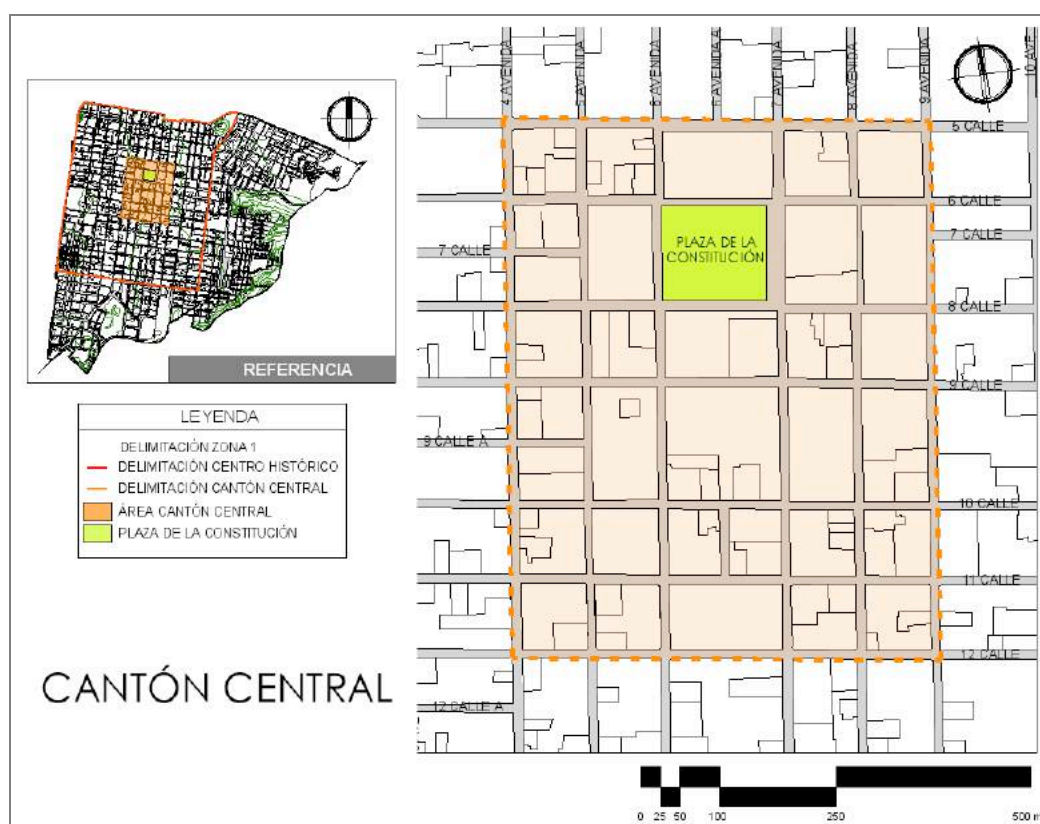 4 AVENIDA
5 AVENIDA
6 AVENIDA
6 AVENIDA A
7 AVENIDA
8 AVENIDA
9 AVENIDA
10 AVE
5 CALLE
6 CALLE
7 CALLE
PLAZA DE LA
CONSTITUCIÓN
7 CALLE
8 CALLE
REFERENCIA
9 CALLE
LEYENDA
DELIMITACIÓN ZONA 1
DELIMITACIÓN CENTRO HISTÓRICO
DELIMITACIÓN CANTÓN CENTRAL
ÁREA CANTÓN CENTRAL
PLAZA DE LA CONSTITUCIÓN
9 CALLE A
10 CALLE
11 CALLE
12 CALLE
CANTÓN CENTRAL
12 CALLE A
0 25 50 100 250 500 m